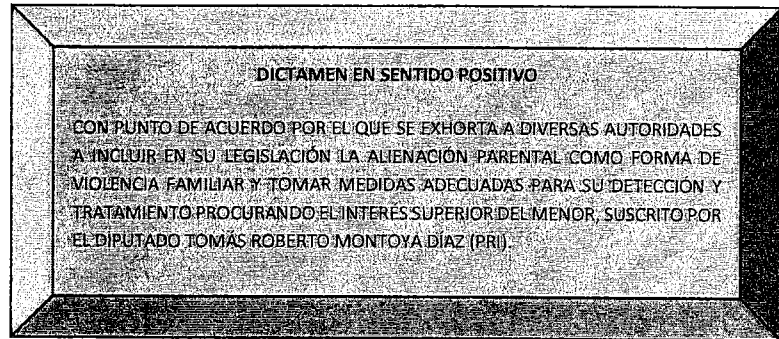 DICTAMEN EN SENTIDO POSITIVO
CON PUNTO DE ACUERDO POR EL QUE SE EXHORTA A DIVERSAS AUTORIDADES
A INCLUIR EN SU LEGISLACIÓN LA ALIENACIÓN PARENTAL COMO FORMA DE
VIOLENCIA FAMILIAR Y TOMAR MEDIDAS ADECUADAS PARA SU DETECCIÓN Y
TRATAMIENTO PROCURANDO EL INTERES SUPERIOR DEL MENOR, SUSCRITO POR
EL DIPUTADO TOMÁS ROBERTO MONTOYA DÍAZ (PRI).